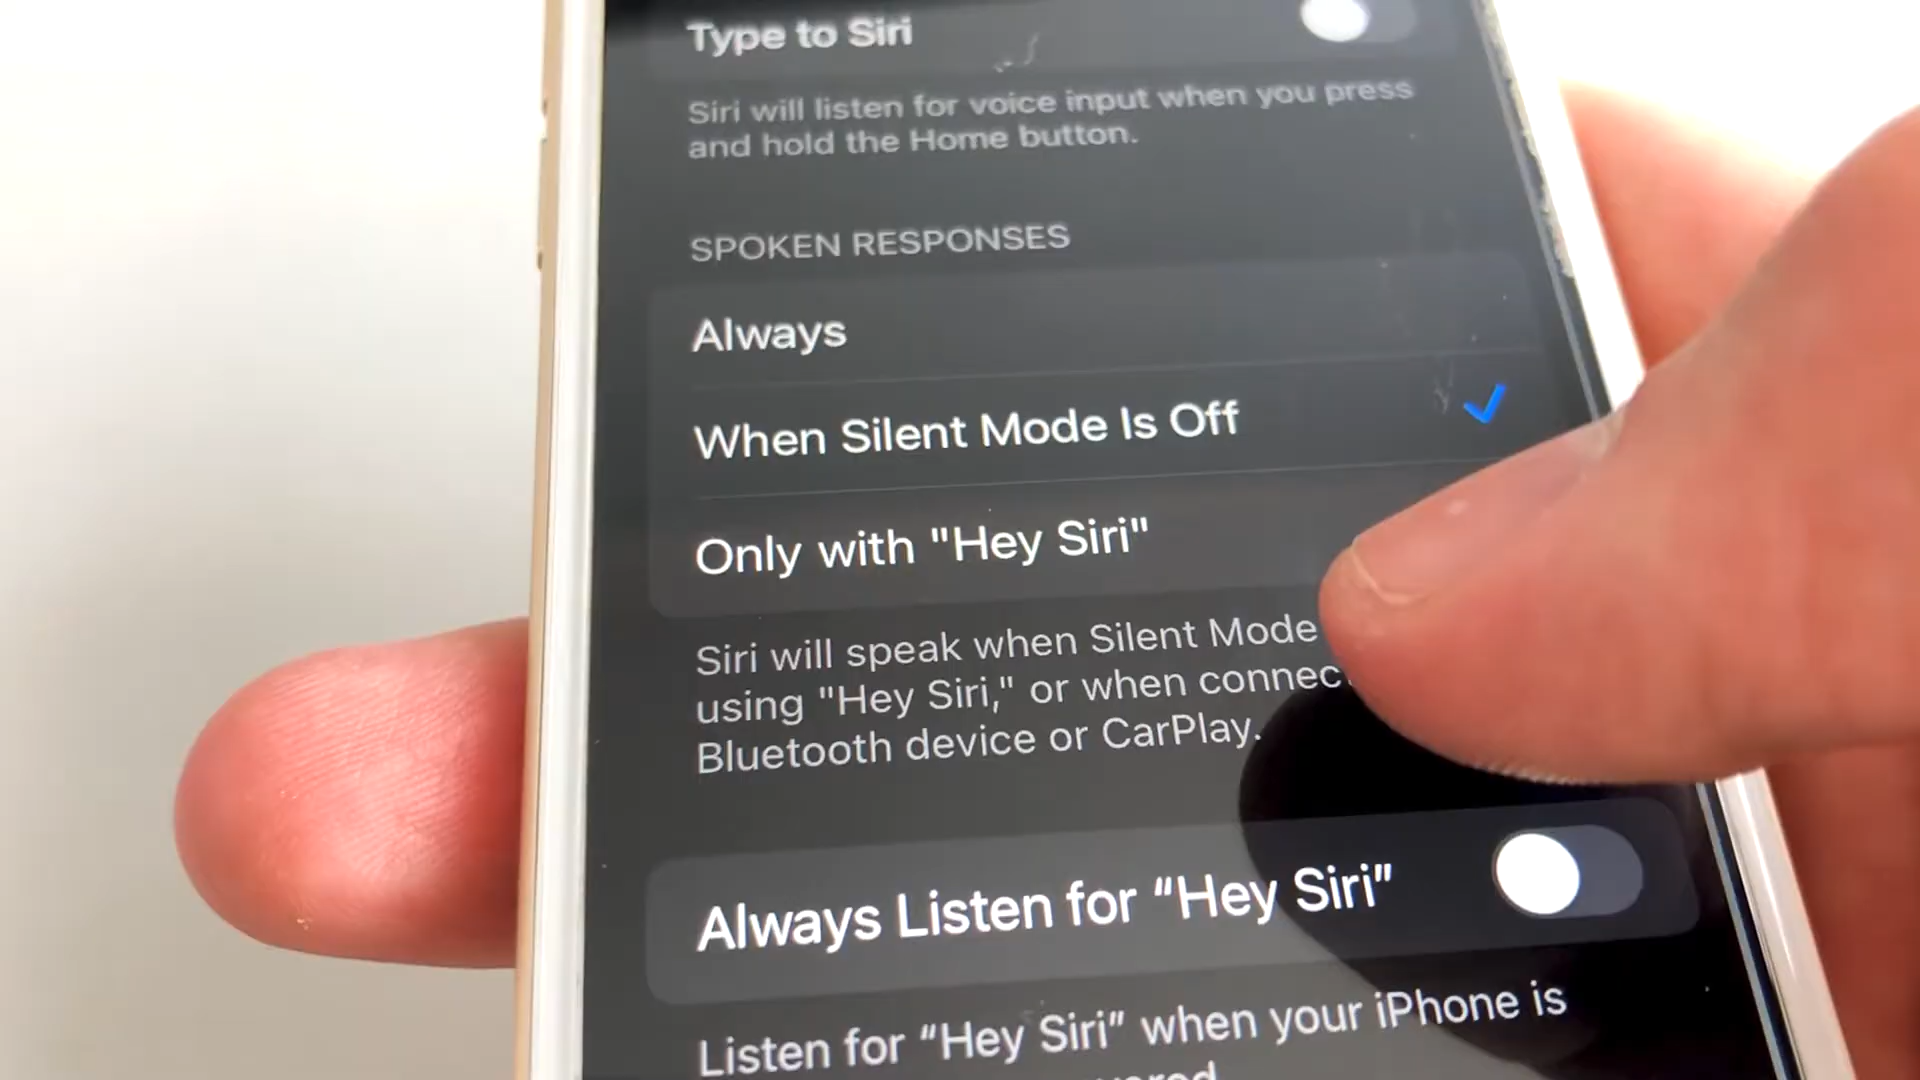 Type to Siri
Siri will listen for voice input when you press
and hold the Home button.
SPOKEN RESPONSES
Always
When Silent Mode Is Off
Only with "Hey Siri"
Siri will speak when Silent Mode
using "Hey Siri," or when connec
Bluetooth device or CarPlay.
Always Listen for “Hey Siri”
Listen for “Hey Siri” when your iPhone is